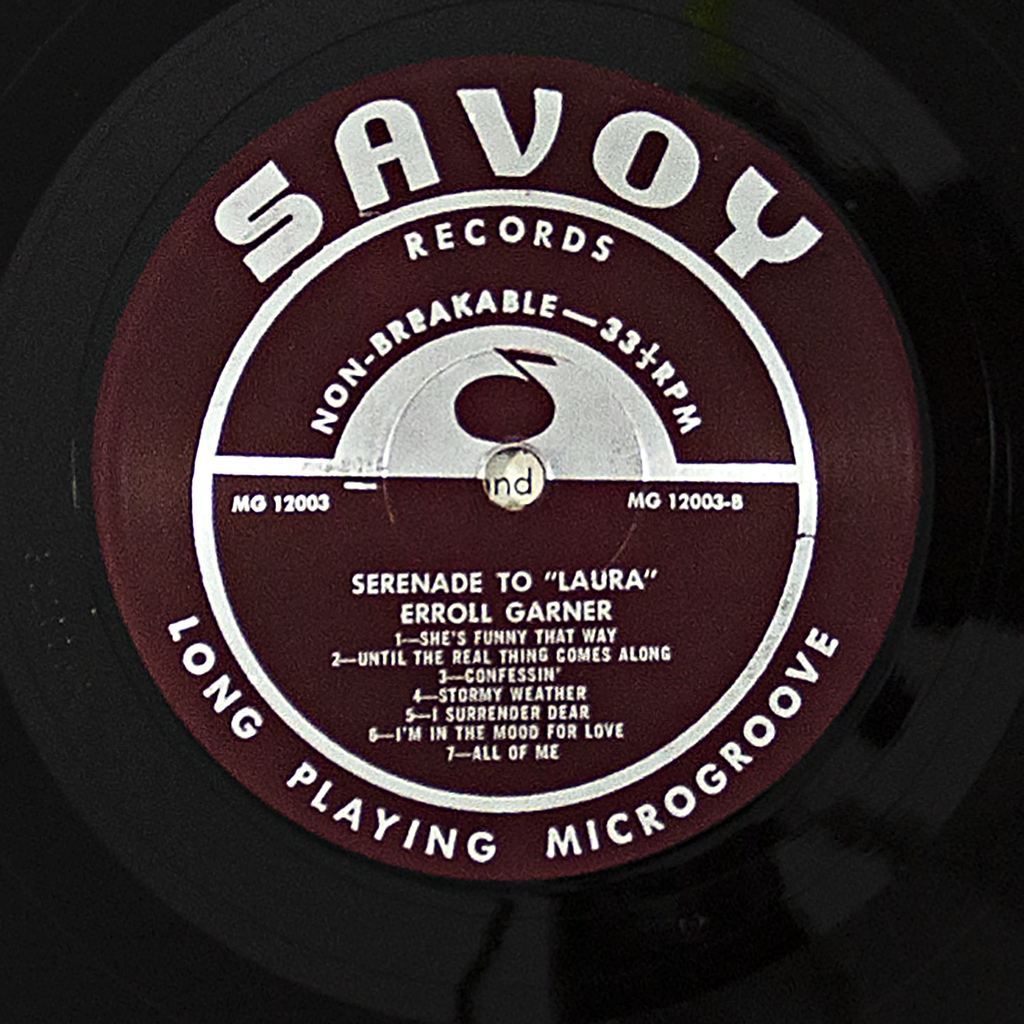 SAVOY
RECORDS
NON-BREAKABLE—33⅓RPM
nd
MG 12003
MG 12003-B
SERENADE TO "LAURA"
ERROLL GARNER
1—SHE'S FUNNY THAT WAY
2—UNTIL THE REAL THING COMES ALONG
3—CONFESSIN'
4—STORMY WEATHER
5—I SURRENDER DEAR
6—I'M IN THE MOOD FOR LOVE
7—ALL OF ME
LONG PLAYING MICROGROOVE